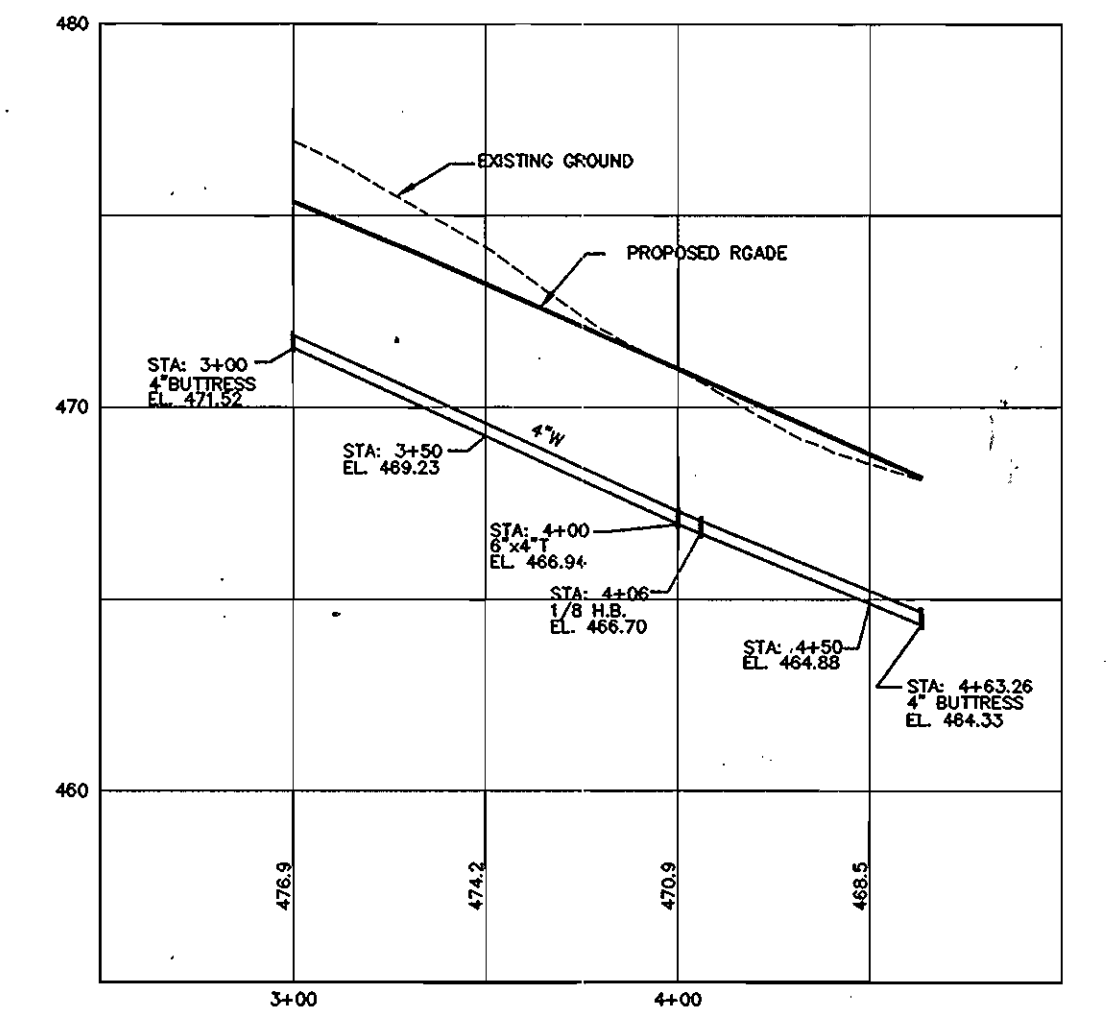 480
EXISTING GROUND
PROPOSED RGADE
STA: 3+00
4"BUTTRESS
EL. 471.52
470
4"W
STA: 3+50
EL. 469.23
STA: 4+00
6"x4"T
EL. 466.94
STA: 4+06
1/8 H.B.
EL. 466.70
STA: 4+50
EL. 464.88
STA: 4+63.26
4" BUTTRESS
EL. 464.33
460
476.9
474.2
470.9
468.5
3+00
4+00